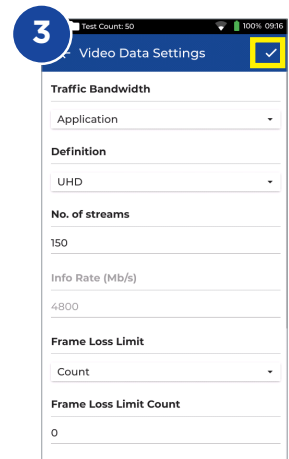 3
Test Count: 50
100% 09:16
Video Data Settings
Traffic Bandwidth
Application
Definition
UHD
No. of streams
150
Info Rate (Mb/s)
4800
Frame Loss Limit
Count
Frame Loss Limit Count
0